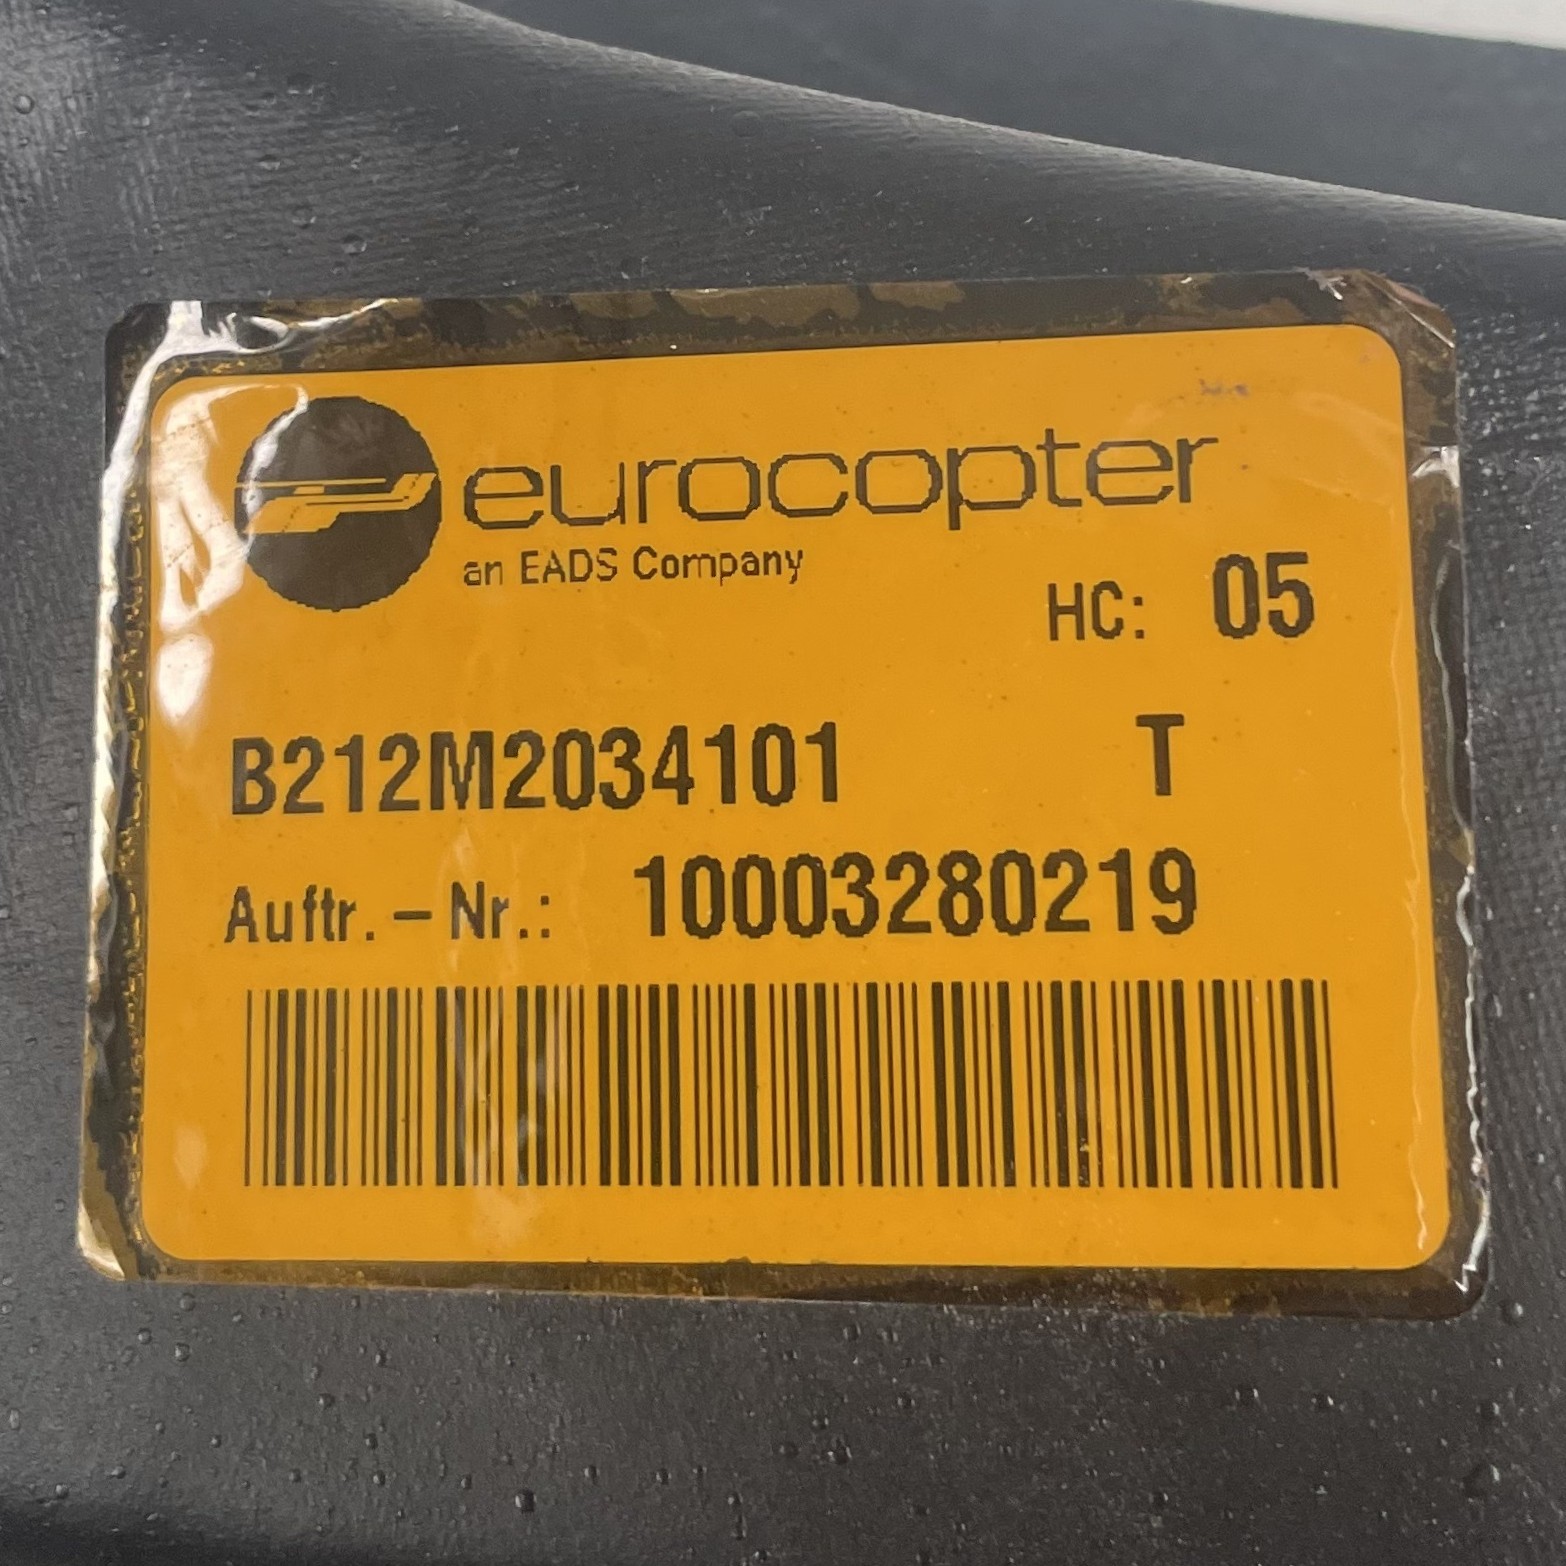 eurocopter
an EADS Company
HC: 05
B212M2034101 T
Auftr.-Nr.: 10003280219